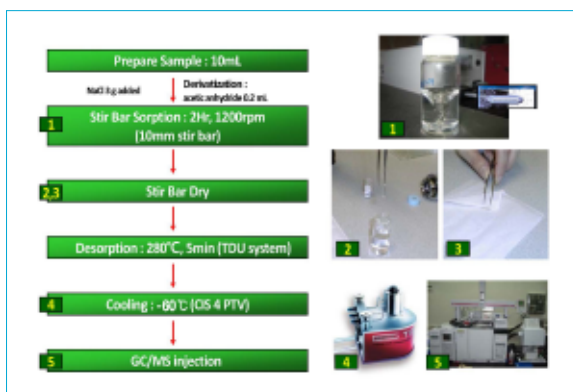 Prepare Sample : 10mL
NaCl 3 g added
Derivatization :
acetic anhydride 0.2 mL
1
Stir Bar Sorption : 2Hr, 1200rpm
(10mm stir bar)
2,3
Stir Bar Dry
Desorption : 280℃, 5min (TDU system)
4
Cooling : -60℃ (CIS 4 PTV)
5
GC/MS injection
1
2
3
4
5